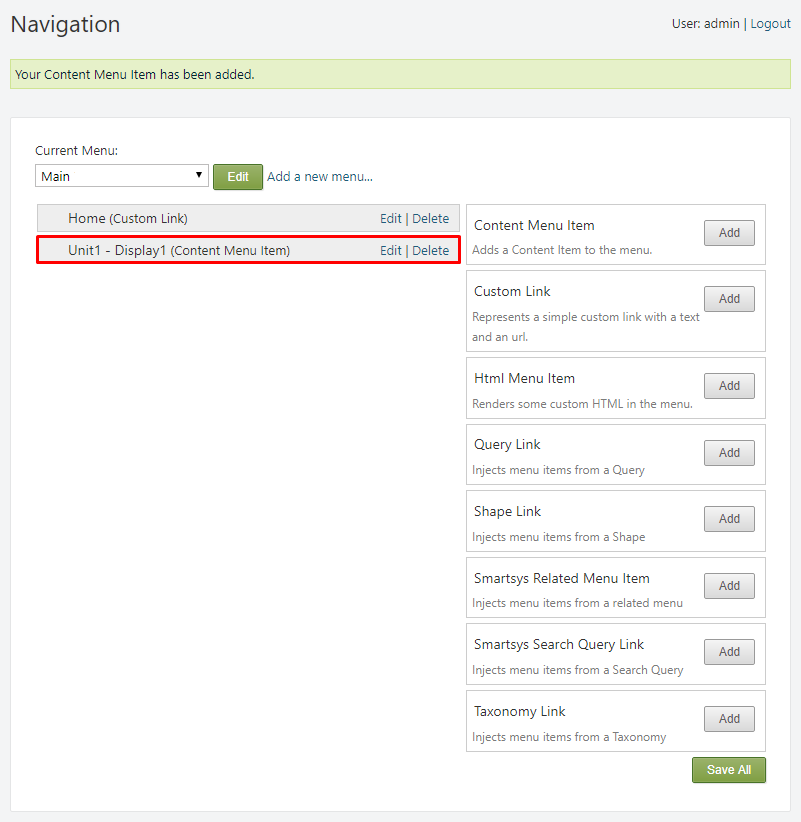 Navigation
User: admin | Logout
Your Content Menu Item has been added.
Current Menu:
Main
Edit
Add a new menu...
Home (Custom Link)
Edit | Delete
Unit1 - Display1 (Content Menu Item)
Edit | Delete
Content Menu Item
Add
Adds a Content Item to the menu.
Custom Link
Add
Represents a simple custom link with a text
and an url.
Html Menu Item
Add
Renders some custom HTML in the menu.
Query Link
Add
Injects menu items from a Query
Shape Link
Add
Injects menu items from a Shape
Smartsys Related Menu Item
Add
Injects menu items from a related menu
Smartsys Search Query Link
Add
Injects menu items from a Search Query
Taxonomy Link
Add
Injects menu items from a Taxonomy
Save All